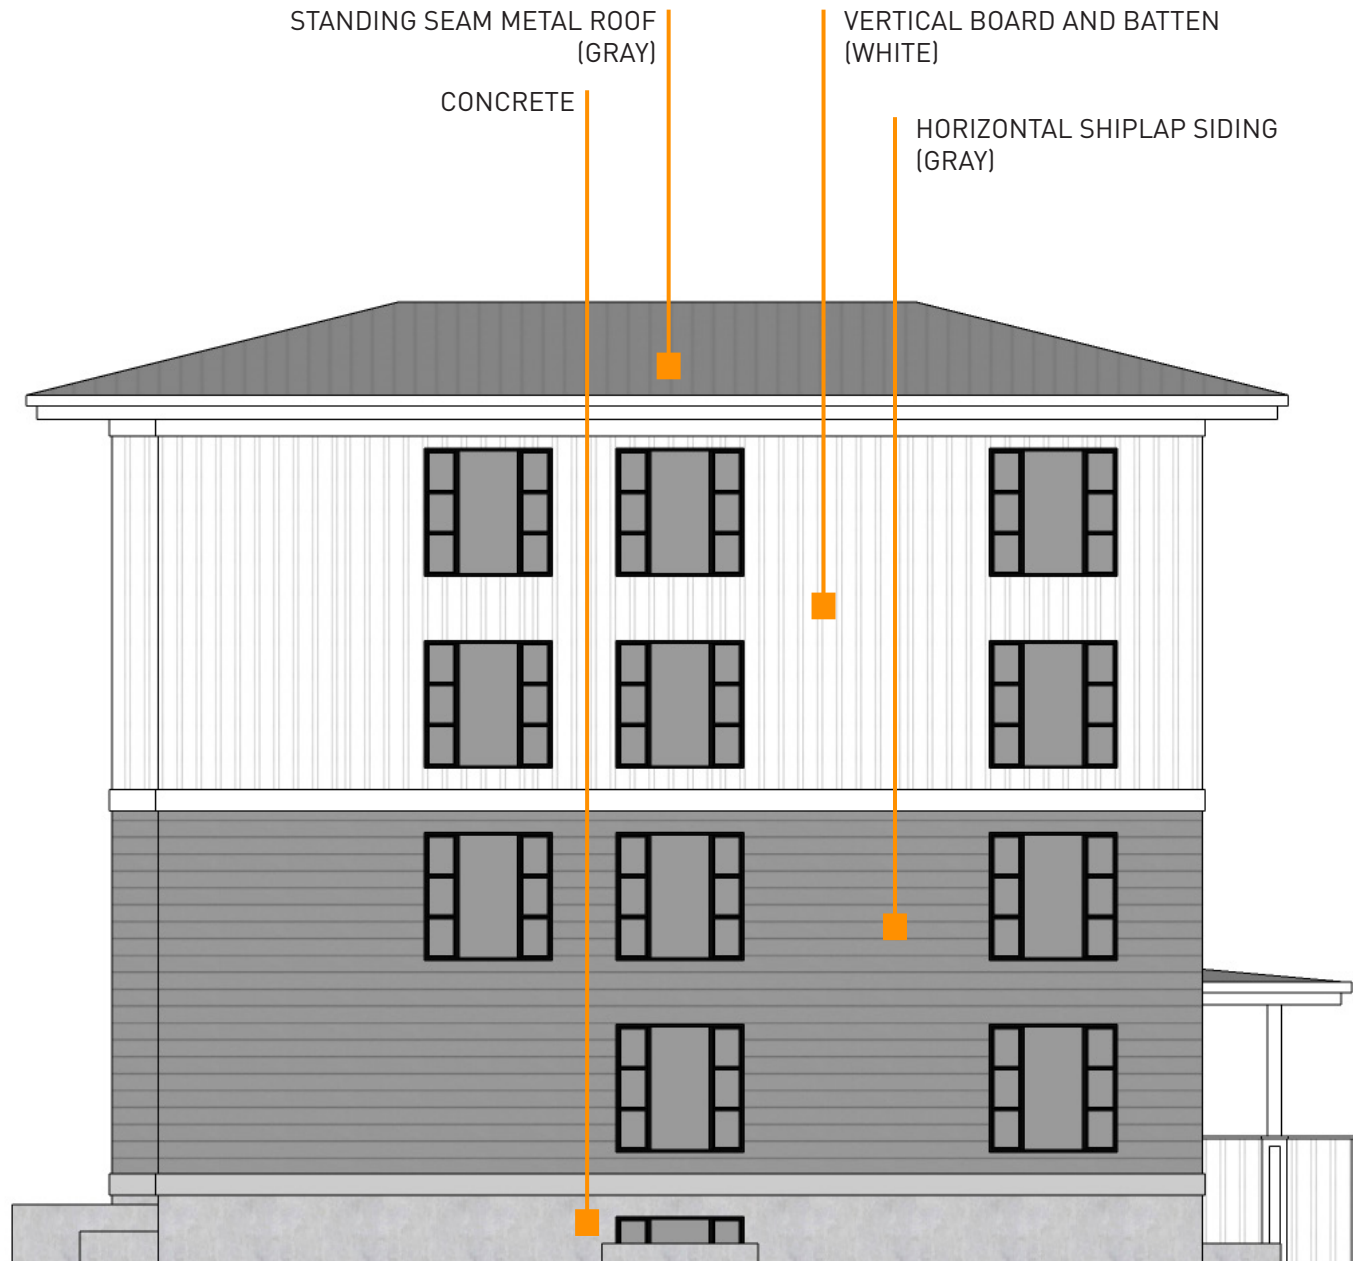 STANDING SEAM METAL ROOF
(GRAY)
VERTICAL BOARD AND BATTEN
(WHITE)
CONCRETE
HORIZONTAL SHIPLAP SIDING
(GRAY)